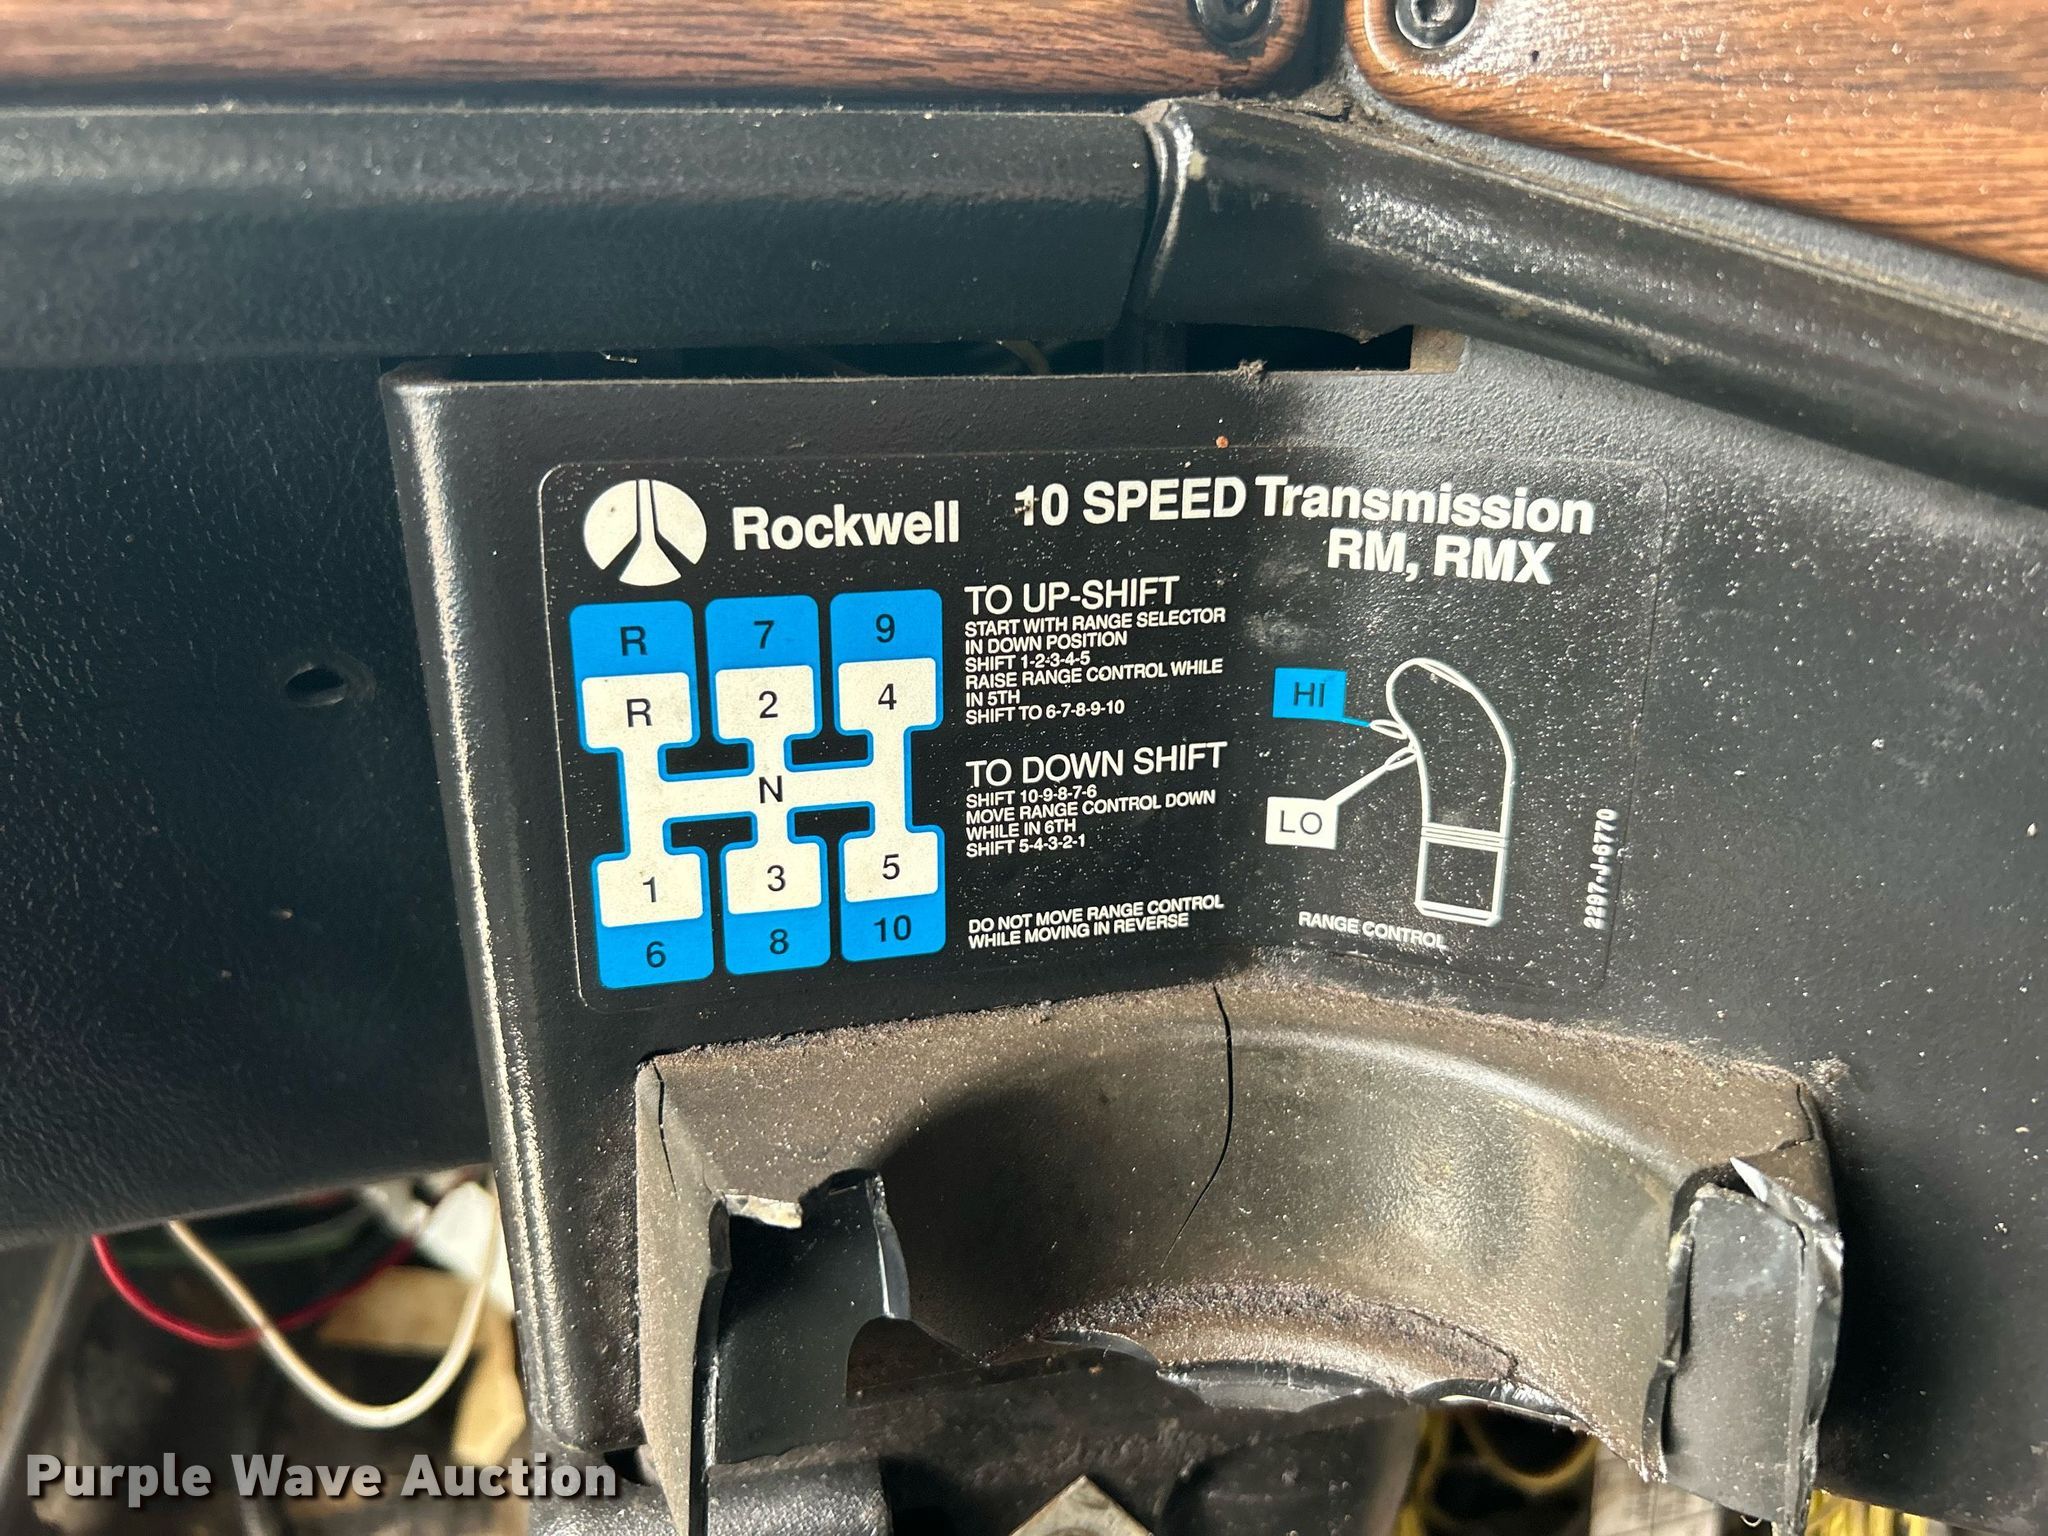 Rockwell 10 SPEED Transmission
RM, RMX
R 7 9
R 2 4
N
1 3 5
6 8 10
TO UP-SHIFT
START WITH RANGE SELECTOR
IN DOWN POSITION
SHIFT 1-2-3-4-5
RAISE RANGE CONTROL WHILE
IN 5TH
SHIFT TO 6-7-8-9-10
TO DOWN SHIFT
SHIFT 10-9-8-7-6
MOVE RANGE CONTROL DOWN
WHILE IN 6TH
SHIFT 5-4-3-2-1
DO NOT MOVE RANGE CONTROL
WHILE MOVING IN REVERSE
HI
LO
RANGE CONTROL
2297-J-6770
Purple Wave Auction